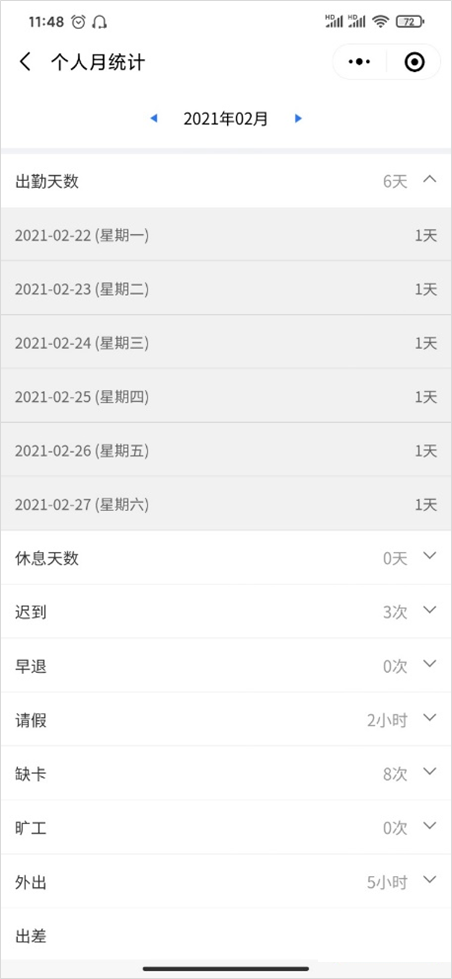 11:48 HD HD 72
个人月统计
2021年02月
出勤天数 6天
2021-02-22 (星期一) 1天
2021-02-23 (星期二) 1天
2021-02-24 (星期三) 1天
2021-02-25 (星期四) 1天
2021-02-26 (星期五) 1天
2021-02-27 (星期六) 1天
休息天数 0天
迟到 3次
早退 0次
请假 2小时
缺卡 8次
旷工 0次
外出 5小时
出差